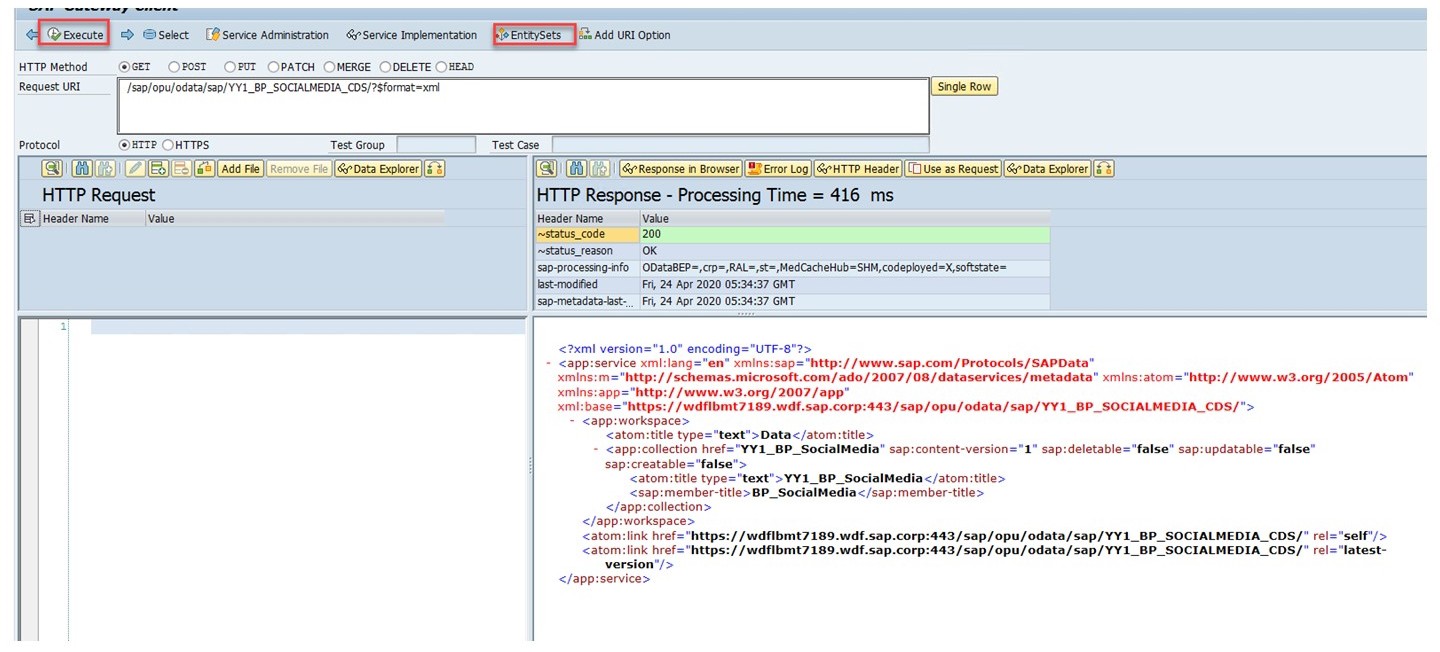 SAP Gateway Client
Execute Select Service Administration Service Implementation EntitySets Add URI Option
HTTP Method GET POST PUT PATCH MERGE DELETE HEAD
Request URI /sap/opu/odata/sap/YY1_BP_SOCIALMEDIA_CDS/?$format=xml Single Row
Protocol HTTP HTTPS Test Group Test Case
Add File Remove File Data Explorer
HTTP Request
Header Name Value
1
Response in Browser Error Log HTTP Header Use as Request Data Explorer
HTTP Response - Processing Time = 416 ms
Header Name Value
~status_code 200
~status_reason OK
sap-processing-info ODataBEP=,crp=,RAL=,st=,MedCacheHub=SHM,codeployed=X,softstate=
last-modified Fri, 24 Apr 2020 05:34:37 GMT
sap-metadata-last-... Fri, 24 Apr 2020 05:34:37 GMT
<?xml version="1.0" encoding="UTF-8"?>
- <app:service xml:lang="en" xmlns:sap="http://www.sap.com/Protocols/SAPData"
xmlns:m="http://schemas.microsoft.com/ado/2007/08/dataservices/metadata" xmlns:atom="http://www.w3.org/2005/Atom"
xmlns:app="http://www.w3.org/2007/app"
xml:base="https://wdflbmt7189.wdf.sap.corp:443/sap/opu/odata/sap/YY1_BP_SOCIALMEDIA_CDS/">
- <app:workspace>
<atom:title type="text">Data</atom:title>
- <app:collection href="YY1_BP_SocialMedia" sap:content-version="1" sap:deletable="false" sap:updatable="false"
sap:creatable="false">
<atom:title type="text">YY1_BP_SocialMedia</atom:title>
<sap:member-title>BP_SocialMedia</sap:member-title>
</app:collection>
</app:workspace>
<atom:link href="https://wdflbmt7189.wdf.sap.corp:443/sap/opu/odata/sap/YY1_BP_SOCIALMEDIA_CDS/" rel="self"/>
<atom:link href="https://wdflbmt7189.wdf.sap.corp:443/sap/opu/odata/sap/YY1_BP_SOCIALMEDIA_CDS/" rel="latest-
version"/>
</app:service>